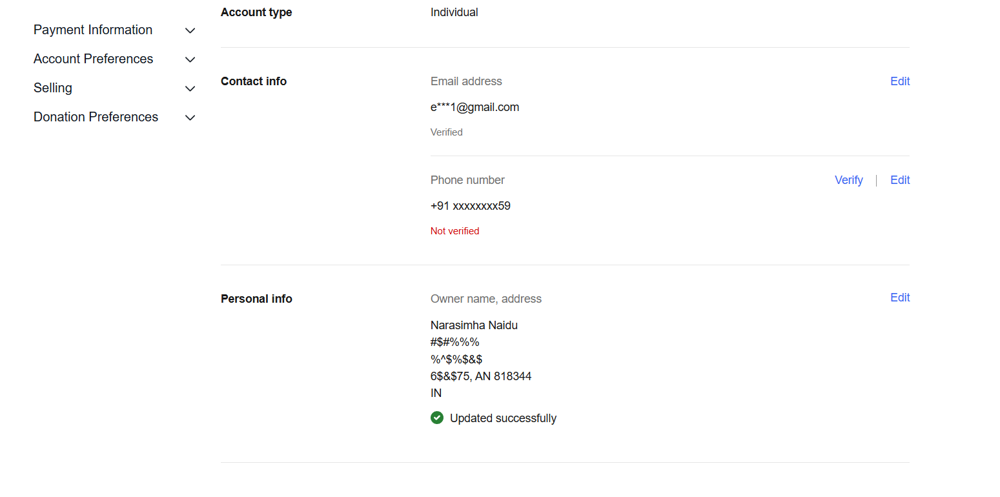 Payment Information
Account Preferences
Selling
Donation Preferences
Account type
Individual
Contact info
Email address
Edit
e***1@gmail.com
Verified
Phone number
Verify
Edit
+91 xxxxxxxx59
Not verified
Personal info
Owner name, address
Edit
Narasimha Naidu
#$#%%%
%^$%$&$
6$&$75, AN 818344
IN
Updated successfully